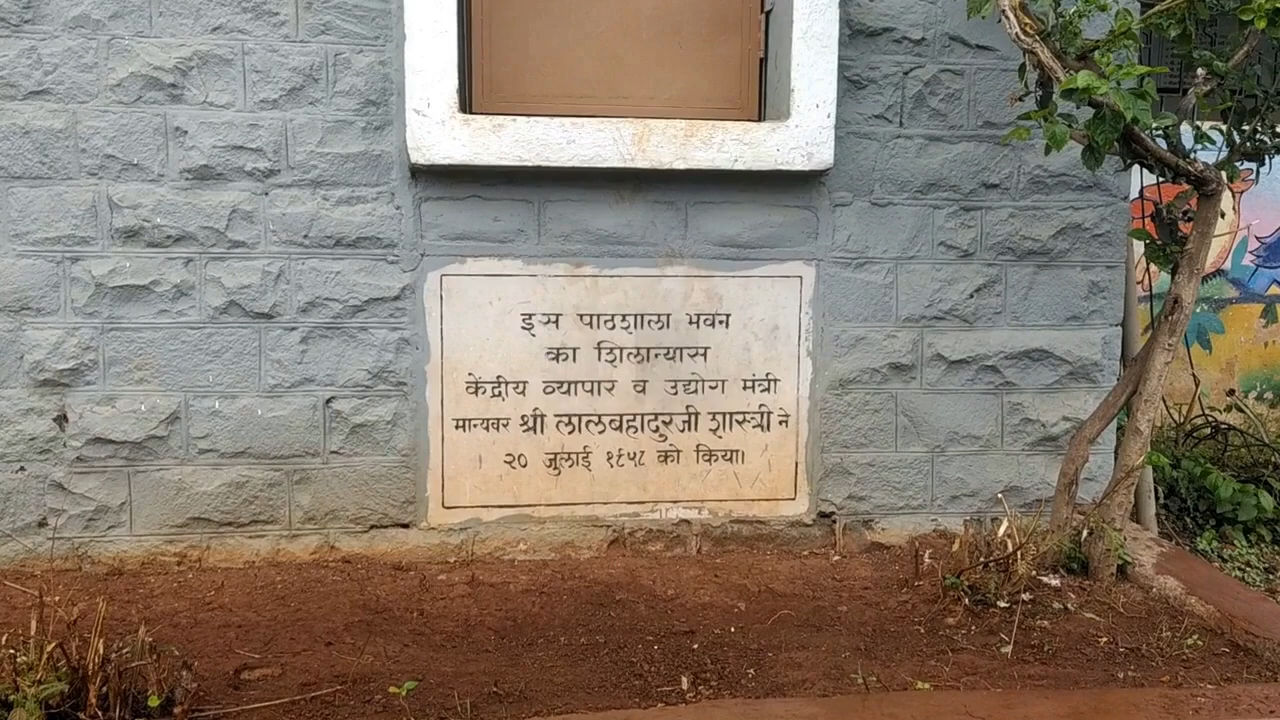 इस पाठशाला भवन
का शिलान्यास
केंद्रीय व्यापार व उद्योग मंत्री
मान्यवर श्री लालबहादुरजी शास्त्री ने
२० जुलाई १९५८ को किया।